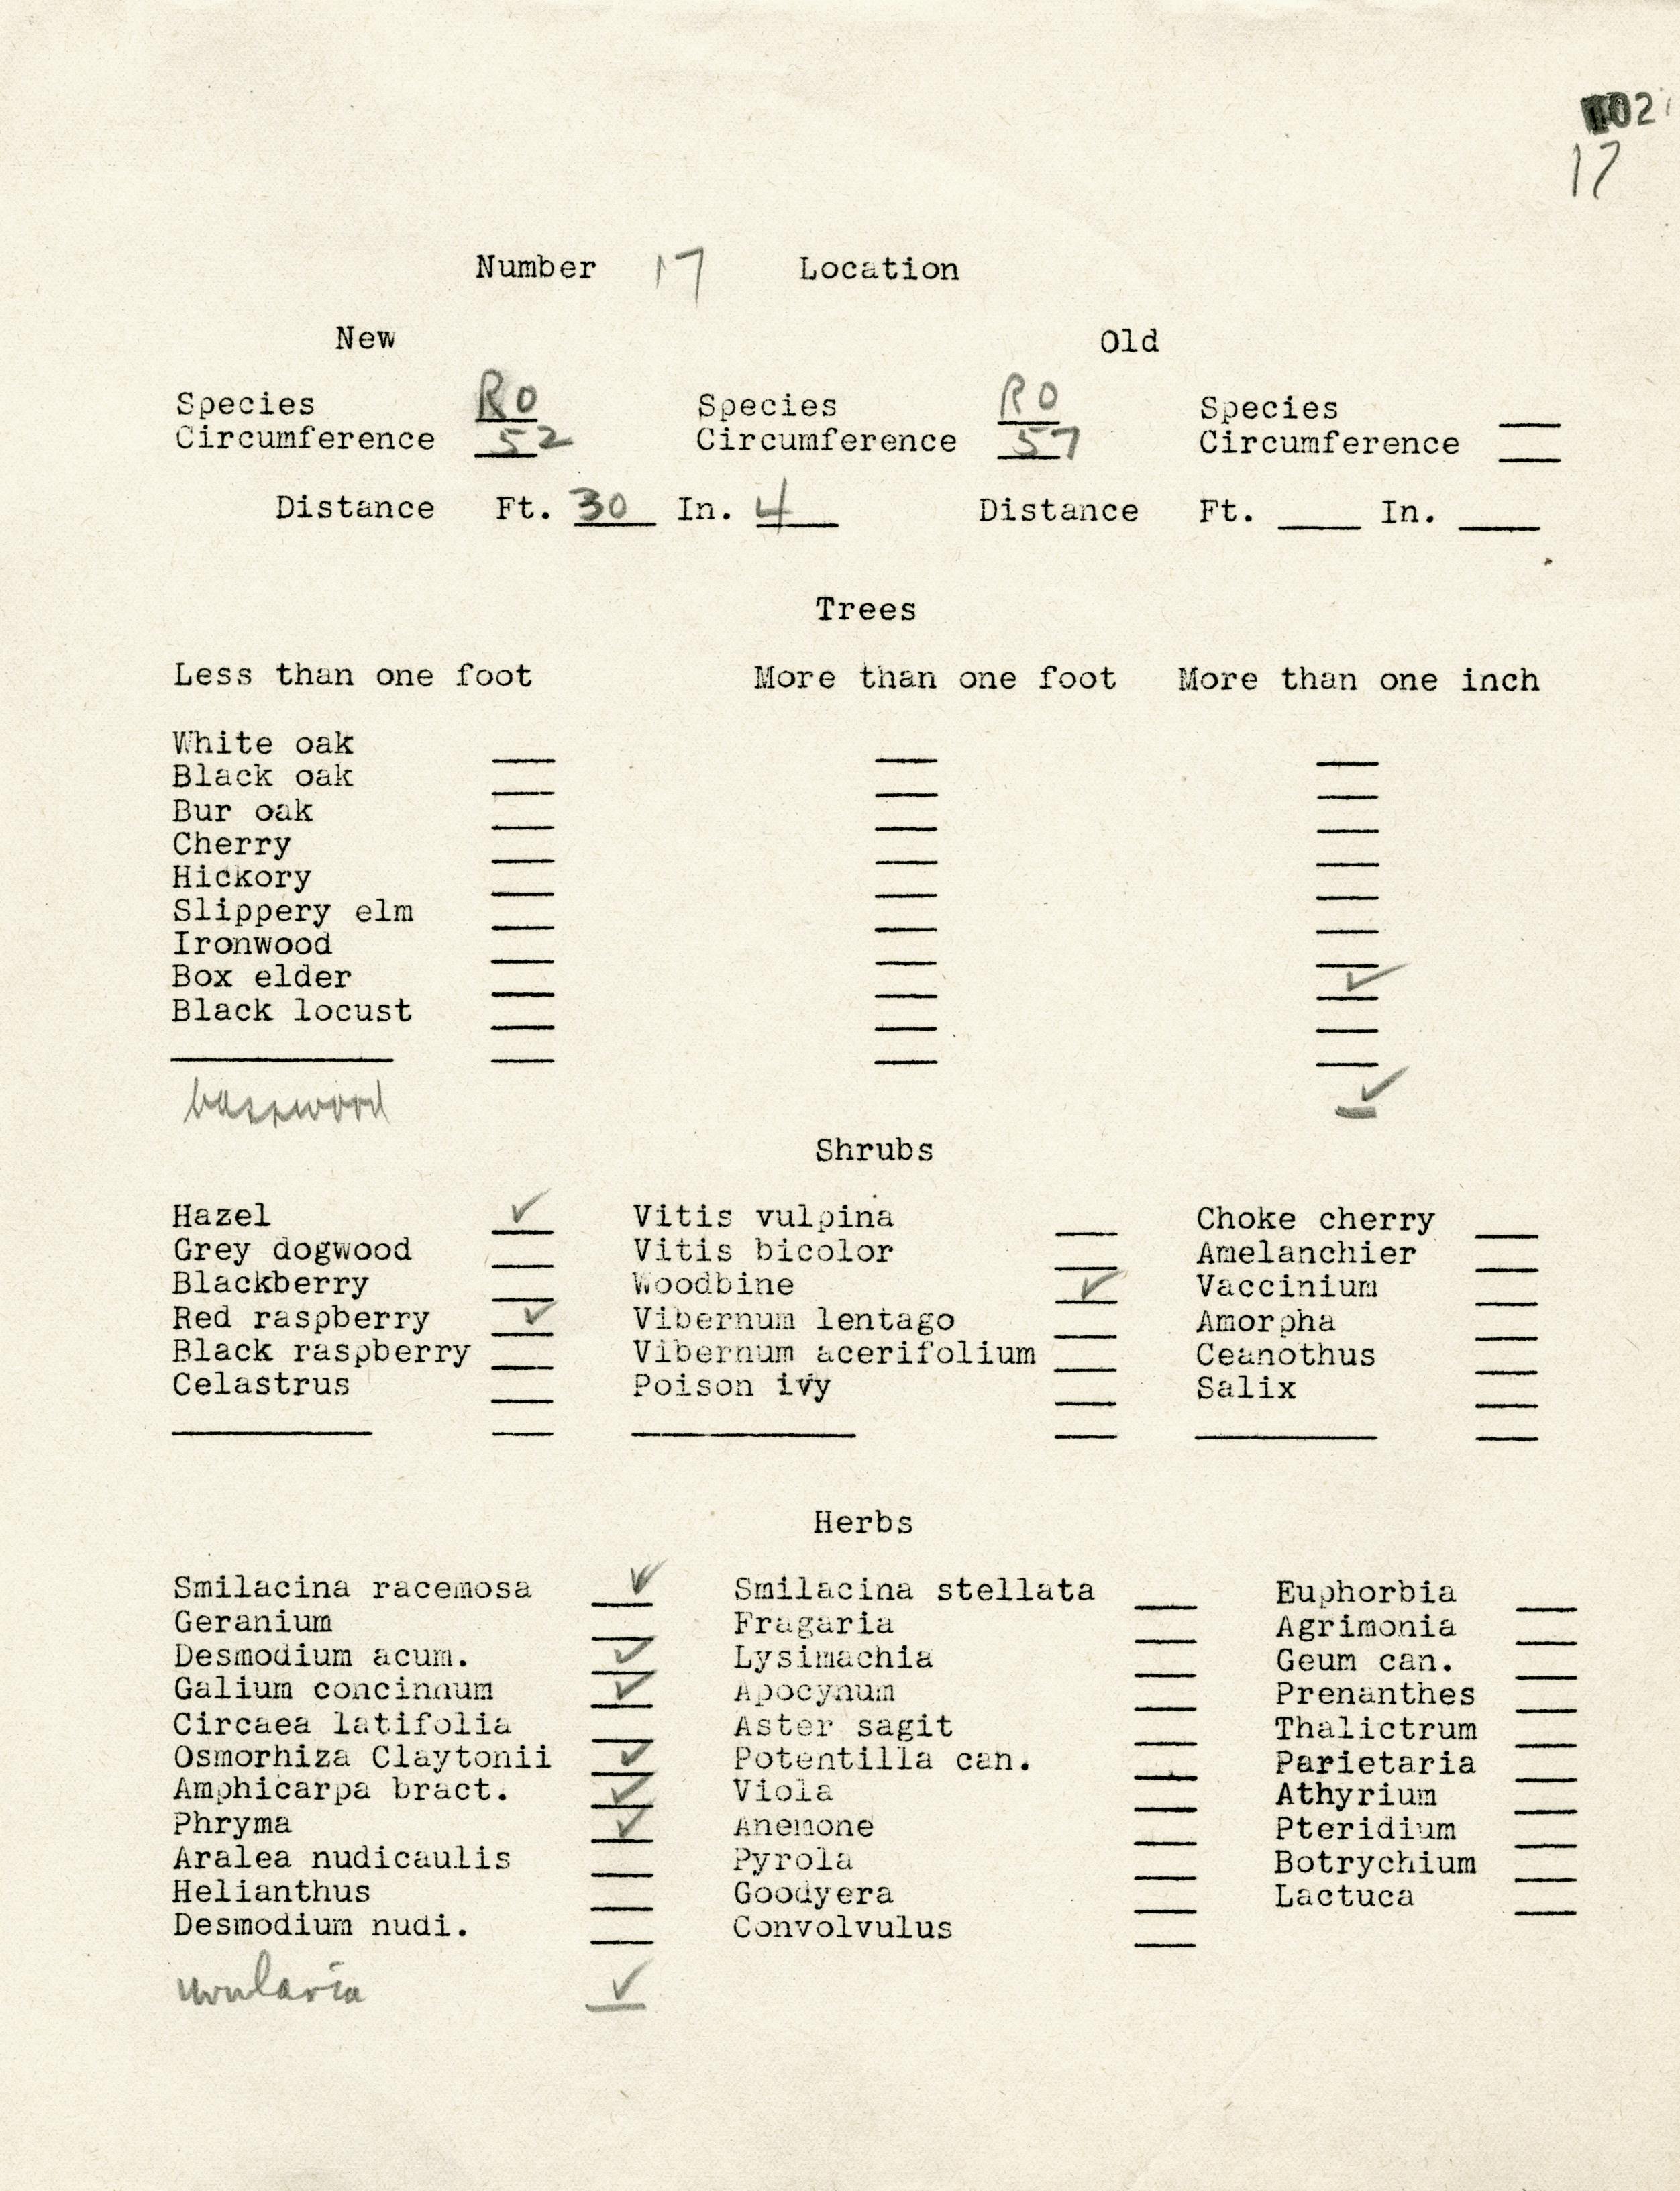 02
17
Number 17 Location
New Old
Species RO Species RO Species
Circumference 52 Circumference 57 Circumference
Distance Ft. 30 In. 4 Distance Ft. ___ In. ___
Trees
Less than one foot More than one foot More than one inch
White oak
Black oak
Bur oak
Cherry
Hickory
Slippery elm
Ironwood
Box elder ✓
Black locust
basswood ✓
Shrubs
Hazel ✓ Vitis vulpina Choke cherry
Grey dogwood Vitis bicolor Amelanchier
Blackberry Woodbine ✓ Vaccinium
Red raspberry ✓ Vibernum lentago Amorpha
Black raspberry Vibernum acerifolium Ceanothus
Celastrus Poison ivy Salix
Herbs
Smilacina racemosa ✓ Smilacina stellata Euphorbia
Geranium Fragaria Agrimonia
Desmodium acum. ✓ Lysimachia Geum can.
Galium concinnum ✓ Apocynum Prenanthes
Circaea latifolia Aster sagit Thalictrum
Osmorhiza Claytonii ✓ Potentilla can. Parietaria
Amphicarpa bract. ✓ Viola Athyrium
Phryma ✓ Anemone Pteridium
Aralea nudicaulis Pyrola Botrychium
Helianthus Goodyera Lactuca
Desmodium nudi. Convolvulus
uvularia ✓